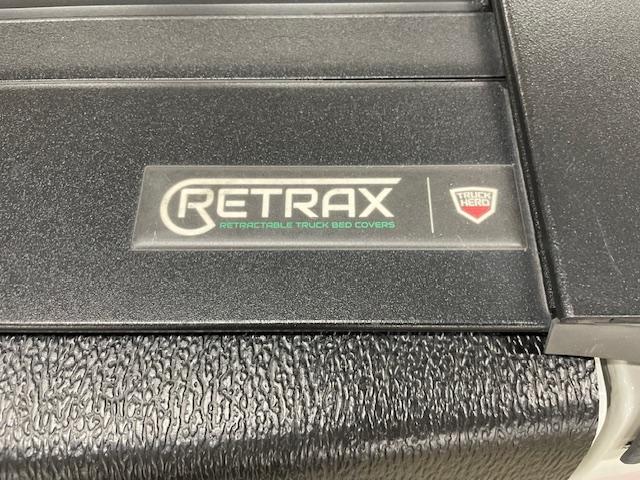 RETRAX
RETRACTABLE TRUCK BED COVERS
TRUCK
HERO